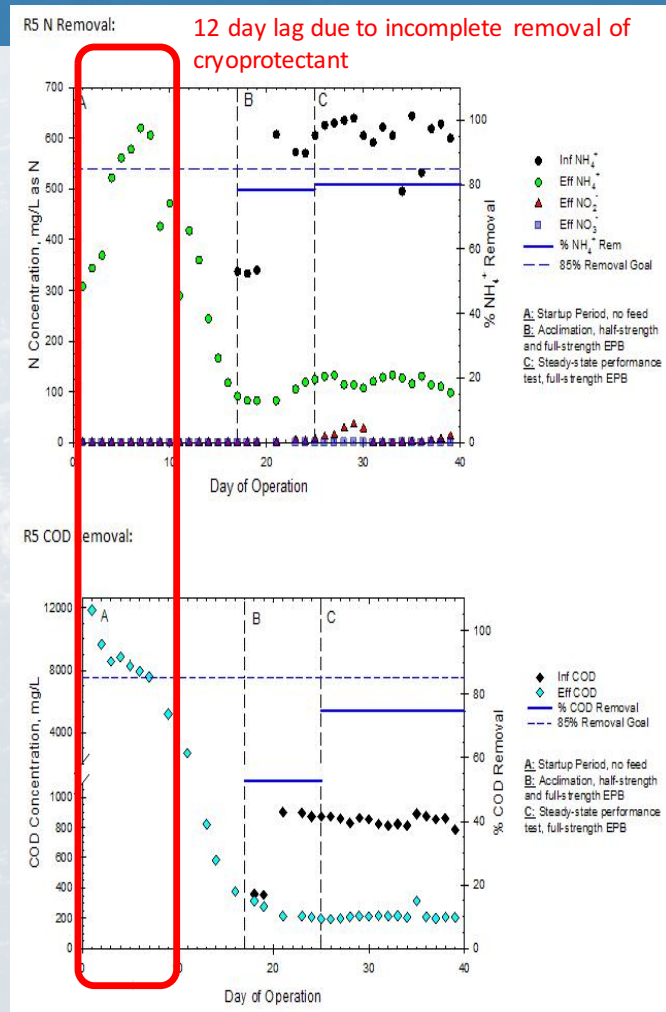 R5 N Removal:
12 day lag due to incomplete removal of
cryoprotectant
700
600
500
400
300
200
100
0
N Concentration, mg/L as N
A
B
C
100
80
60
40
20
0
% NH₄⁺ Removal
0
10
20
30
40
Day of Operation
Inf NH₄⁺
Eff NH₄⁺
Eff NO₂⁻
Eff NO₃⁻
% NH₄⁺ Rem
85% Removal Goal
A: Startup Period, no feed
B: Acclimation, half-strength
and full-strength EPB
C: Steady-state performance
test, full-strength EPB
R5 COD Removal:
12000
8000
4000
1000
800
600
400
200
0
COD Concentration, mg/L
A
B
C
100
80
60
40
20
0
% COD Removal
0
10
20
30
40
Day of Operation
Inf COD
Eff COD
% COD Removal
85% Removal Goal
A: Startup Period, no feed
B: Acclimation, half-strength
and full-strength EPB
C: Steady-state performance
test, full-strength EPB